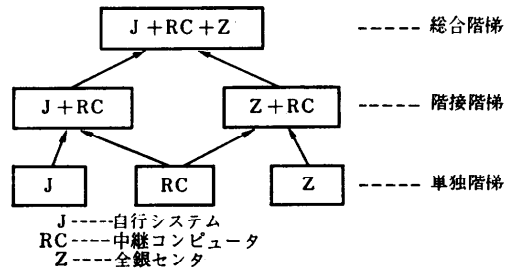 J+RC+Z ----- 総合階梯
J+RC Z+RC ----- 階接階梯
J RC Z ----- 単独階梯
J-----自行システム
RC----中継コンピュータ
Z----全銀センタ